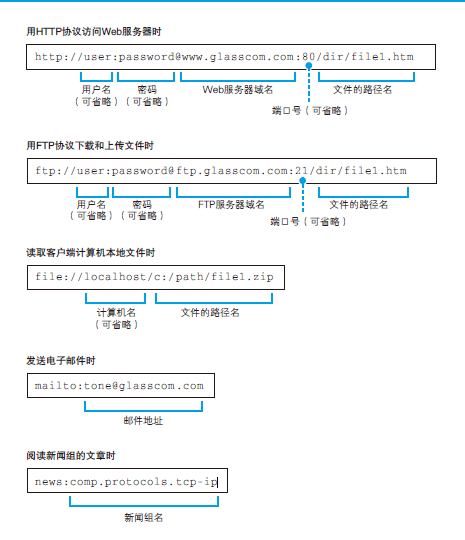 用HTTP协议访问Web服务器时
http://user:password@www.glasscom.com:80/dir/file1.htm
用户名 密码 Web服务器域名 文件的路径名
（可省略） （可省略） 端口号（可省略）
用FTP协议下载和上传文件时
ftp://user:password@ftp.glasscom.com:21/dir/file1.htm
用户名 密码 FTP服务器域名 文件的路径名
（可省略） （可省略） 端口号（可省略）
读取客户端计算机本地文件时
file://localhost/c:/path/file1.zip
计算机名 文件的路径名
（可省略）
发送电子邮件时
mailto:tone@glasscom.com
邮件地址
阅读新闻组的文章时
news:comp.protocols.tcp-ip
新闻组名